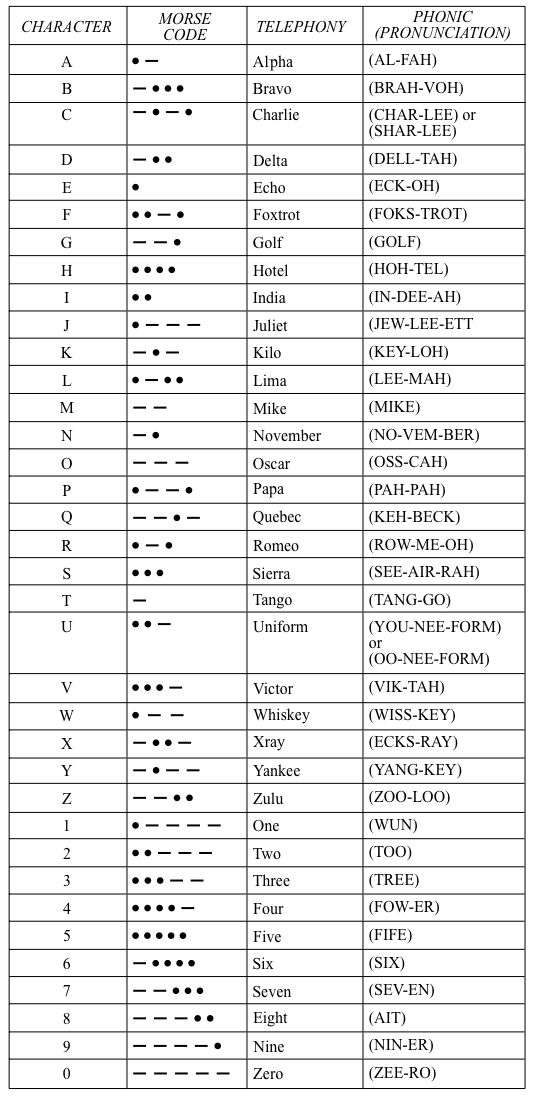 CHARACTER MORSE CODE TELEPHONY PHONIC (PRONUNCIATION)
A ● — Alpha (AL-FAH)
B — ● ● ● Bravo (BRAH-VOH)
C — ● — ● Charlie (CHAR-LEE) or
(SHAR-LEE)
D — ● ● Delta (DELL-TAH)
E ● Echo (ECK-OH)
F ● ● — ● Foxtrot (FOKS-TROT)
G — — ● Golf (GOLF)
H ● ● ● ● Hotel (HOH-TEL)
I ● ● India (IN-DEE-AH)
J ● — — — Juliet (JEW-LEE-ETT
K — ● — Kilo (KEY-LOH)
L ● — ● ● Lima (LEE-MAH)
M — — Mike (MIKE)
N — ● November (NO-VEM-BER)
O — — — Oscar (OSS-CAH)
P ● — — ● Papa (PAH-PAH)
Q — — ● — Quebec (KEH-BECK)
R ● — ● Romeo (ROW-ME-OH)
S ● ● ● Sierra (SEE-AIR-RAH)
T — Tango (TANG-GO)
U ● ● — Uniform (YOU-NEE-FORM)
or
(OO-NEE-FORM)
V ● ● ● — Victor (VIK-TAH)
W ● — — Whiskey (WISS-KEY)
X — ● ● — Xray (ECKS-RAY)
Y — ● — — Yankee (YANG-KEY)
Z — — ● ● Zulu (ZOO-LOO)
1 ● — — — — One (WUN)
2 ● ● — — — Two (TOO)
3 ● ● ● — — Three (TREE)
4 ● ● ● ● — Four (FOW-ER)
5 ● ● ● ● ● Five (FIFE)
6 — ● ● ● ● Six (SIX)
7 — — ● ● ● Seven (SEV-EN)
8 — — — ● ● Eight (AIT)
9 — — — — ● Nine (NIN-ER)
0 — — — — — Zero (ZEE-RO)